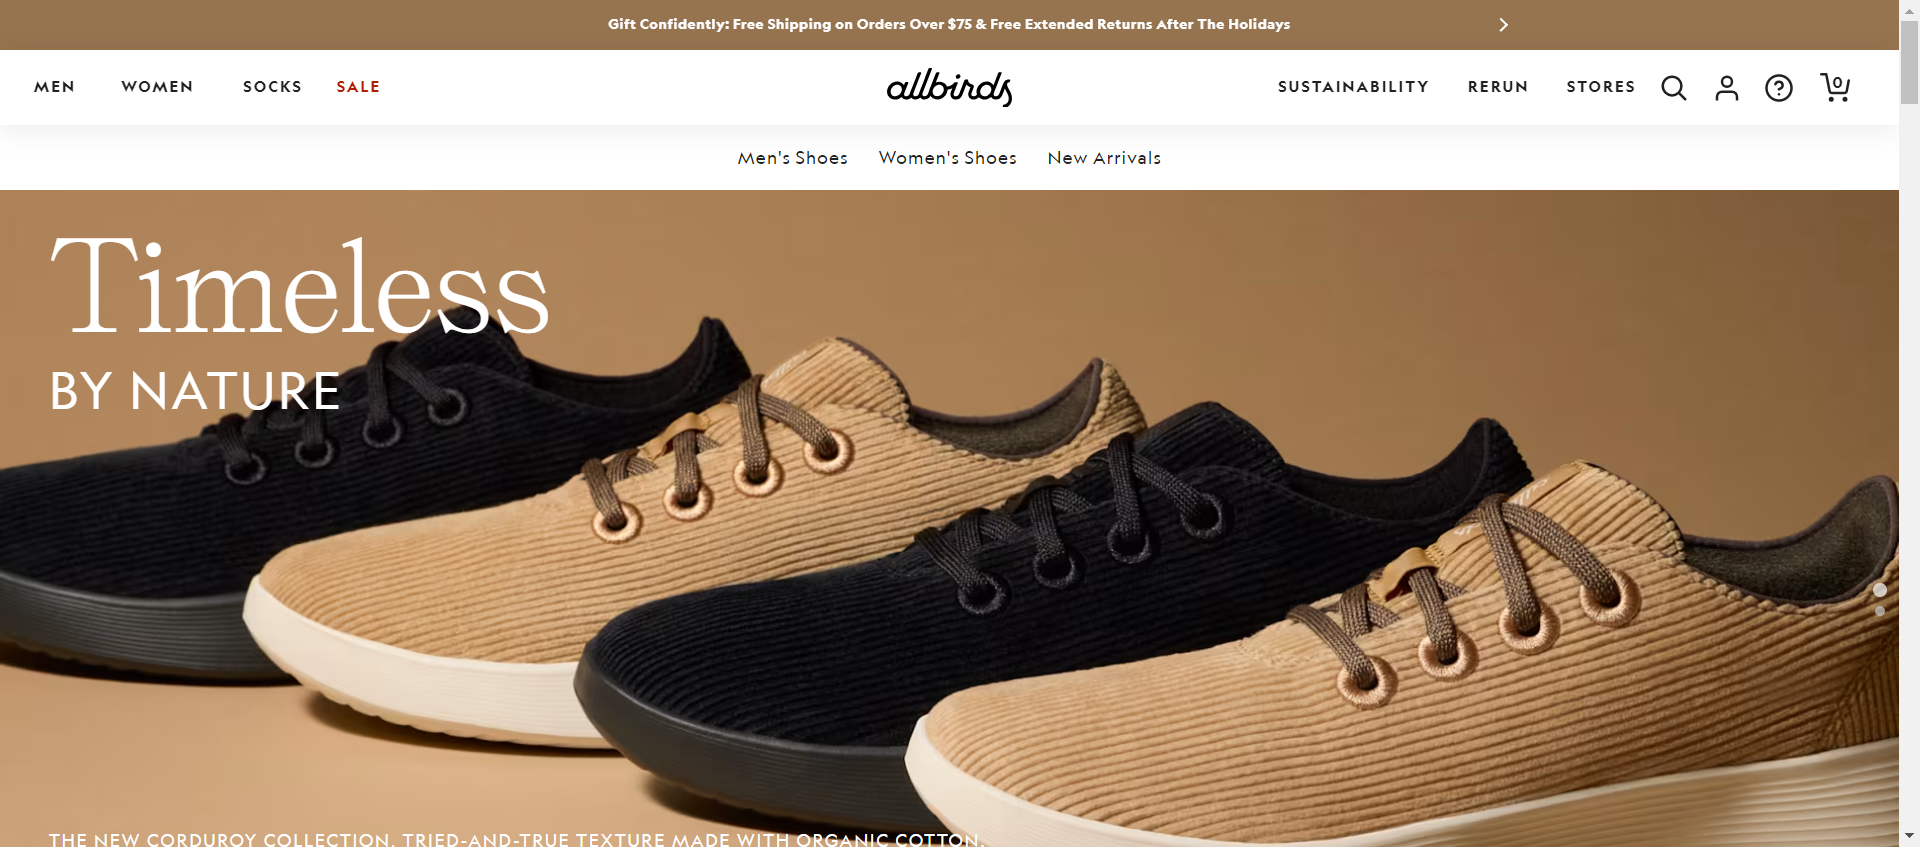 Gift Confidently: Free Shipping on Orders Over $75 & Free Extended Returns After The Holidays
MEN WOMEN SOCKS SALE allbirds SUSTAINABILITY RERUN STORES 0
Men's Shoes Women's Shoes New Arrivals
Timeless
BY NATURE
THE NEW CORDUROY COLLECTION. TRIED-AND-TRUE TEXTURE MADE WITH ORGANIC COTTON.